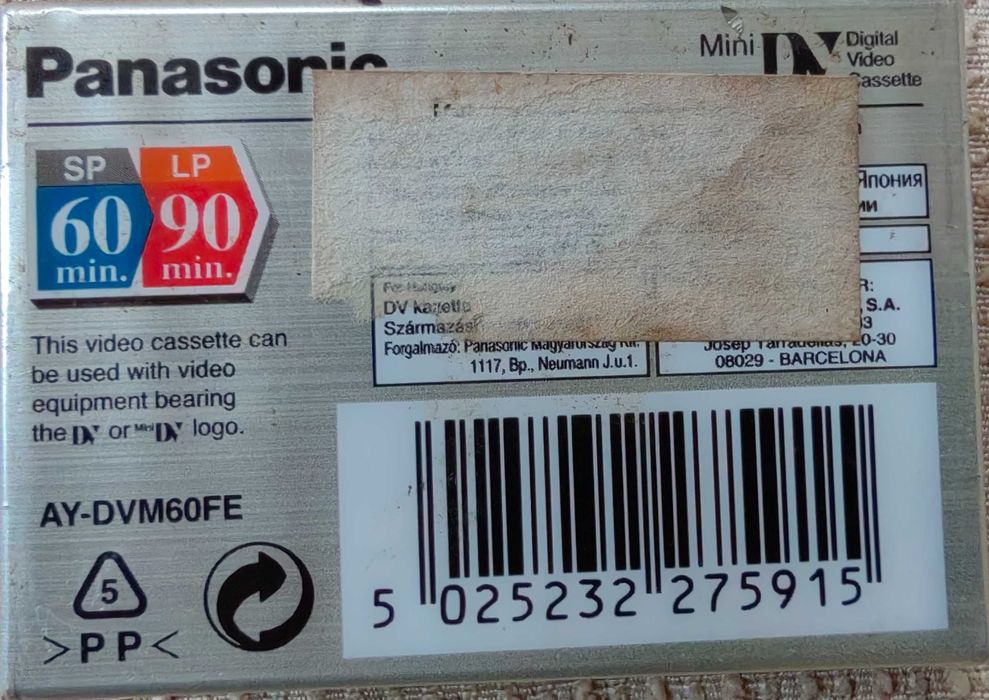 Panasonic
Mini DV Digital
Video
Cassette
SP LP
60 90
min. min.
Япония
ии
For Hungary
DV kazetta
Származás
Forgalmazó: Panasonic Magyarország Kft.
1117, Bp., Neumann J.u.1.
R:
, S.A.
Josep Tarradellas, 20-30
08029 - BARCELONA
This video cassette can
be used with video
equipment bearing
the DV or Mini DV logo.
AY-DVM60FE
5
>PP<
5 025232 275915